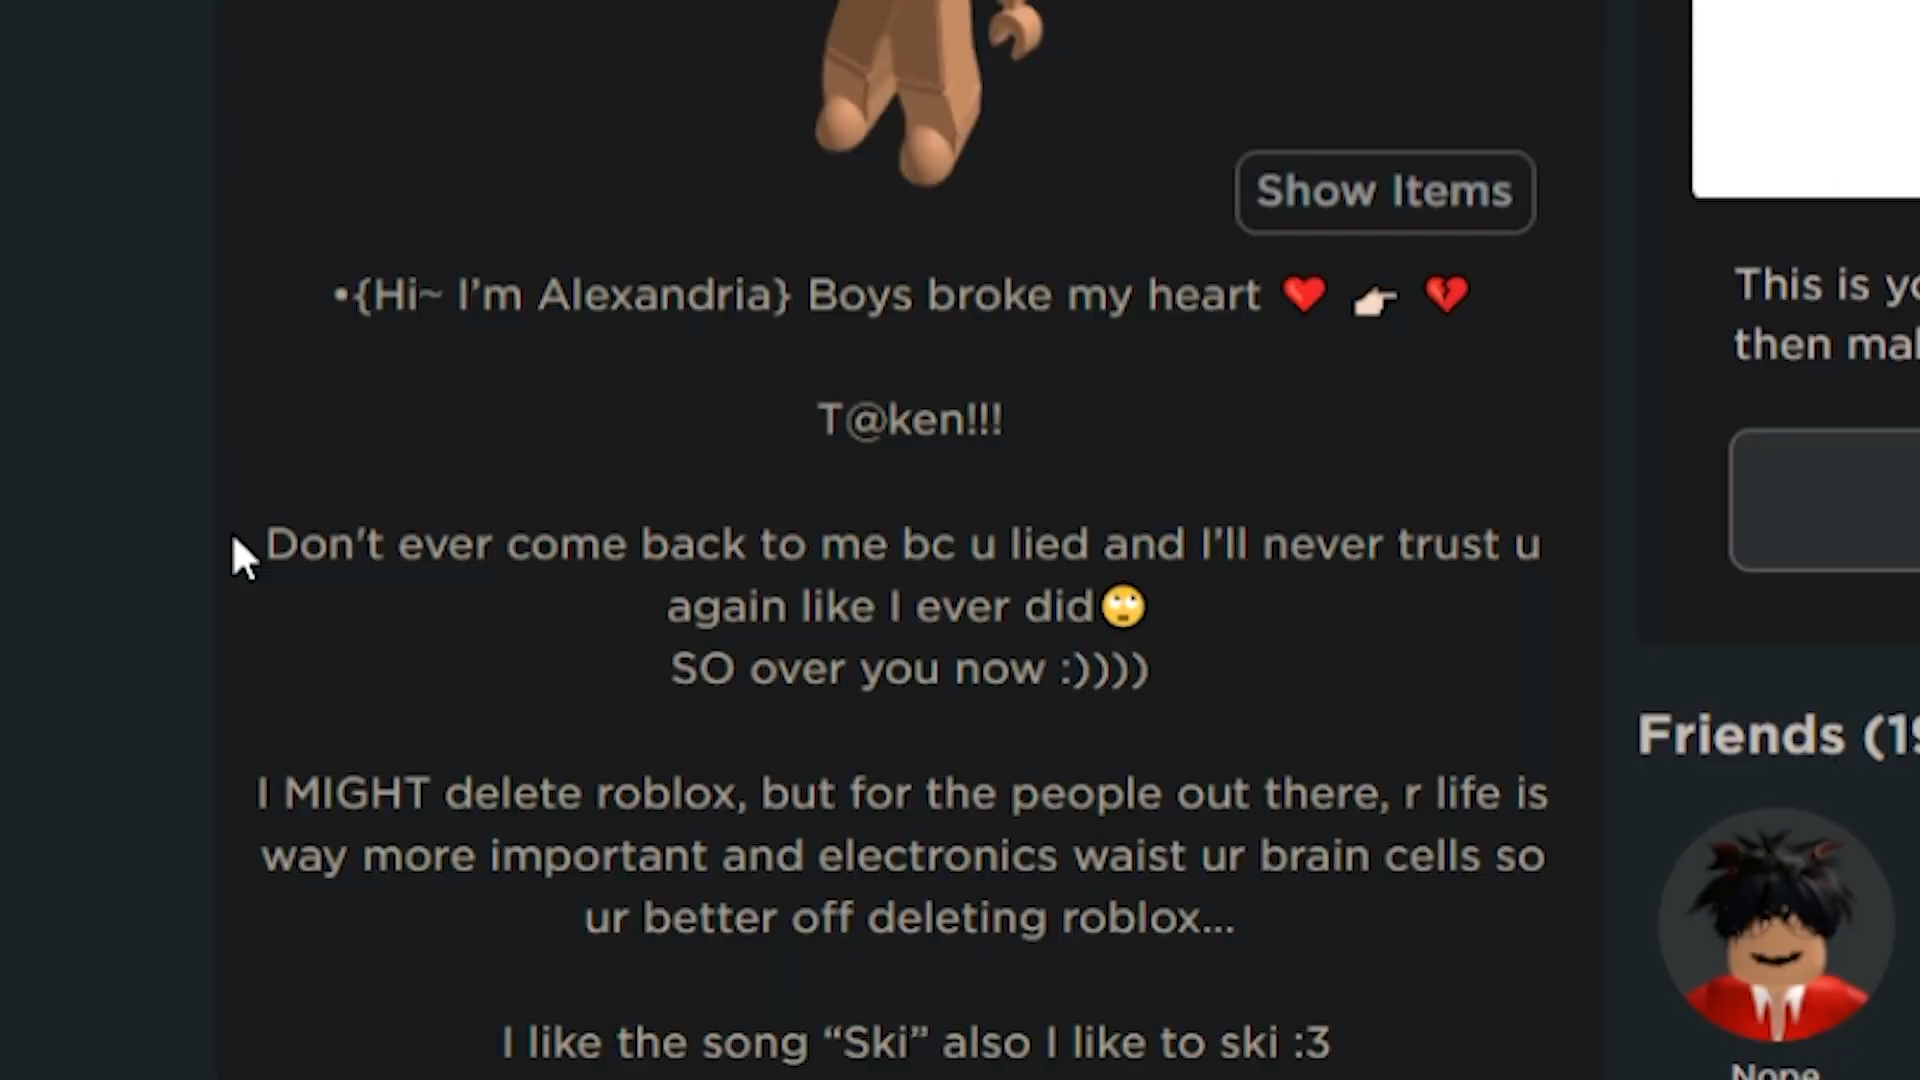 Show Items
•{Hi~ I'm Alexandria} Boys broke my heart ❤️ 👉🏻 💔
T@ken!!!
Don't ever come back to me bc u lied and I'll never trust u
again like I ever did🙄
SO over you now :))))
I MIGHT delete roblox, but for the people out there, r life is
way more important and electronics waist ur brain cells so
ur better off deleting roblox...
I like the song “Ski” also I like to ski :3
This is
then
Friends (19
Nope